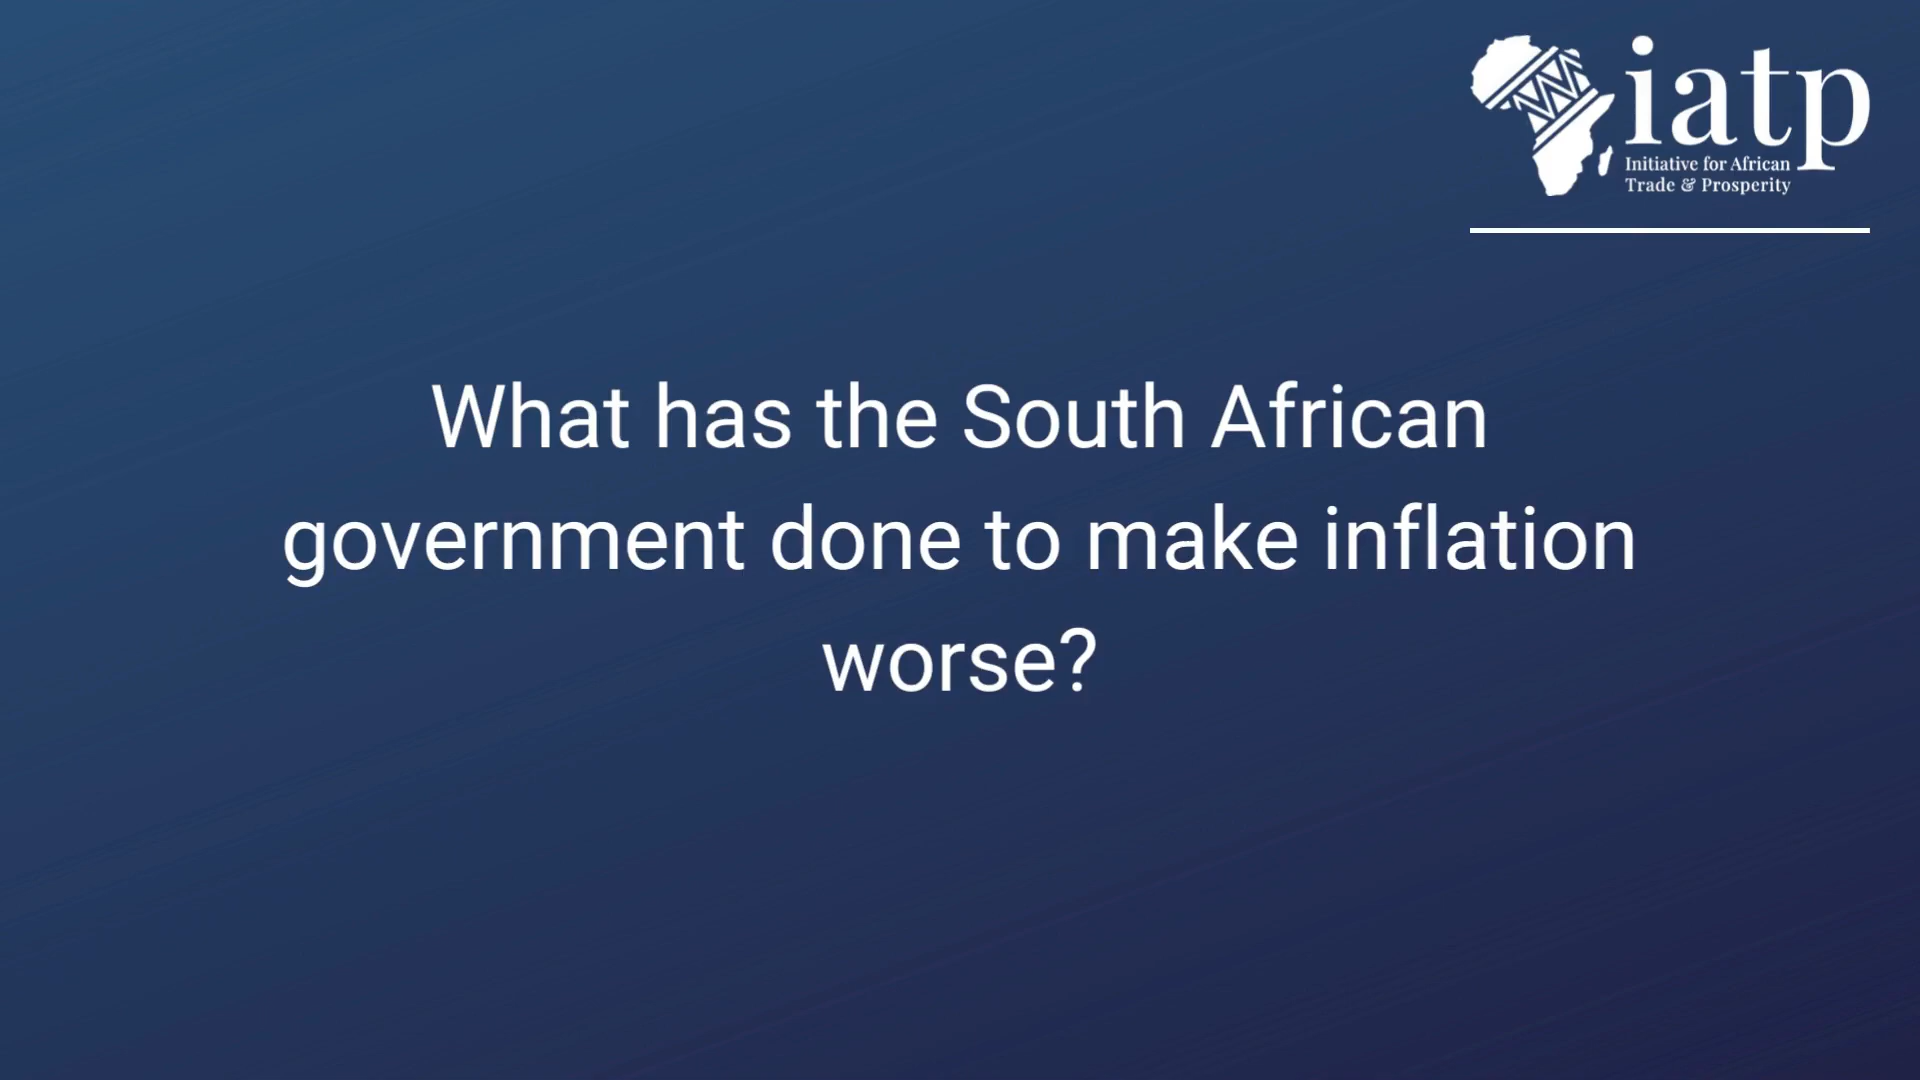 iatp
Initiative for African
Trade & Prosperity
What has the South African
government done to make inflation
worse?